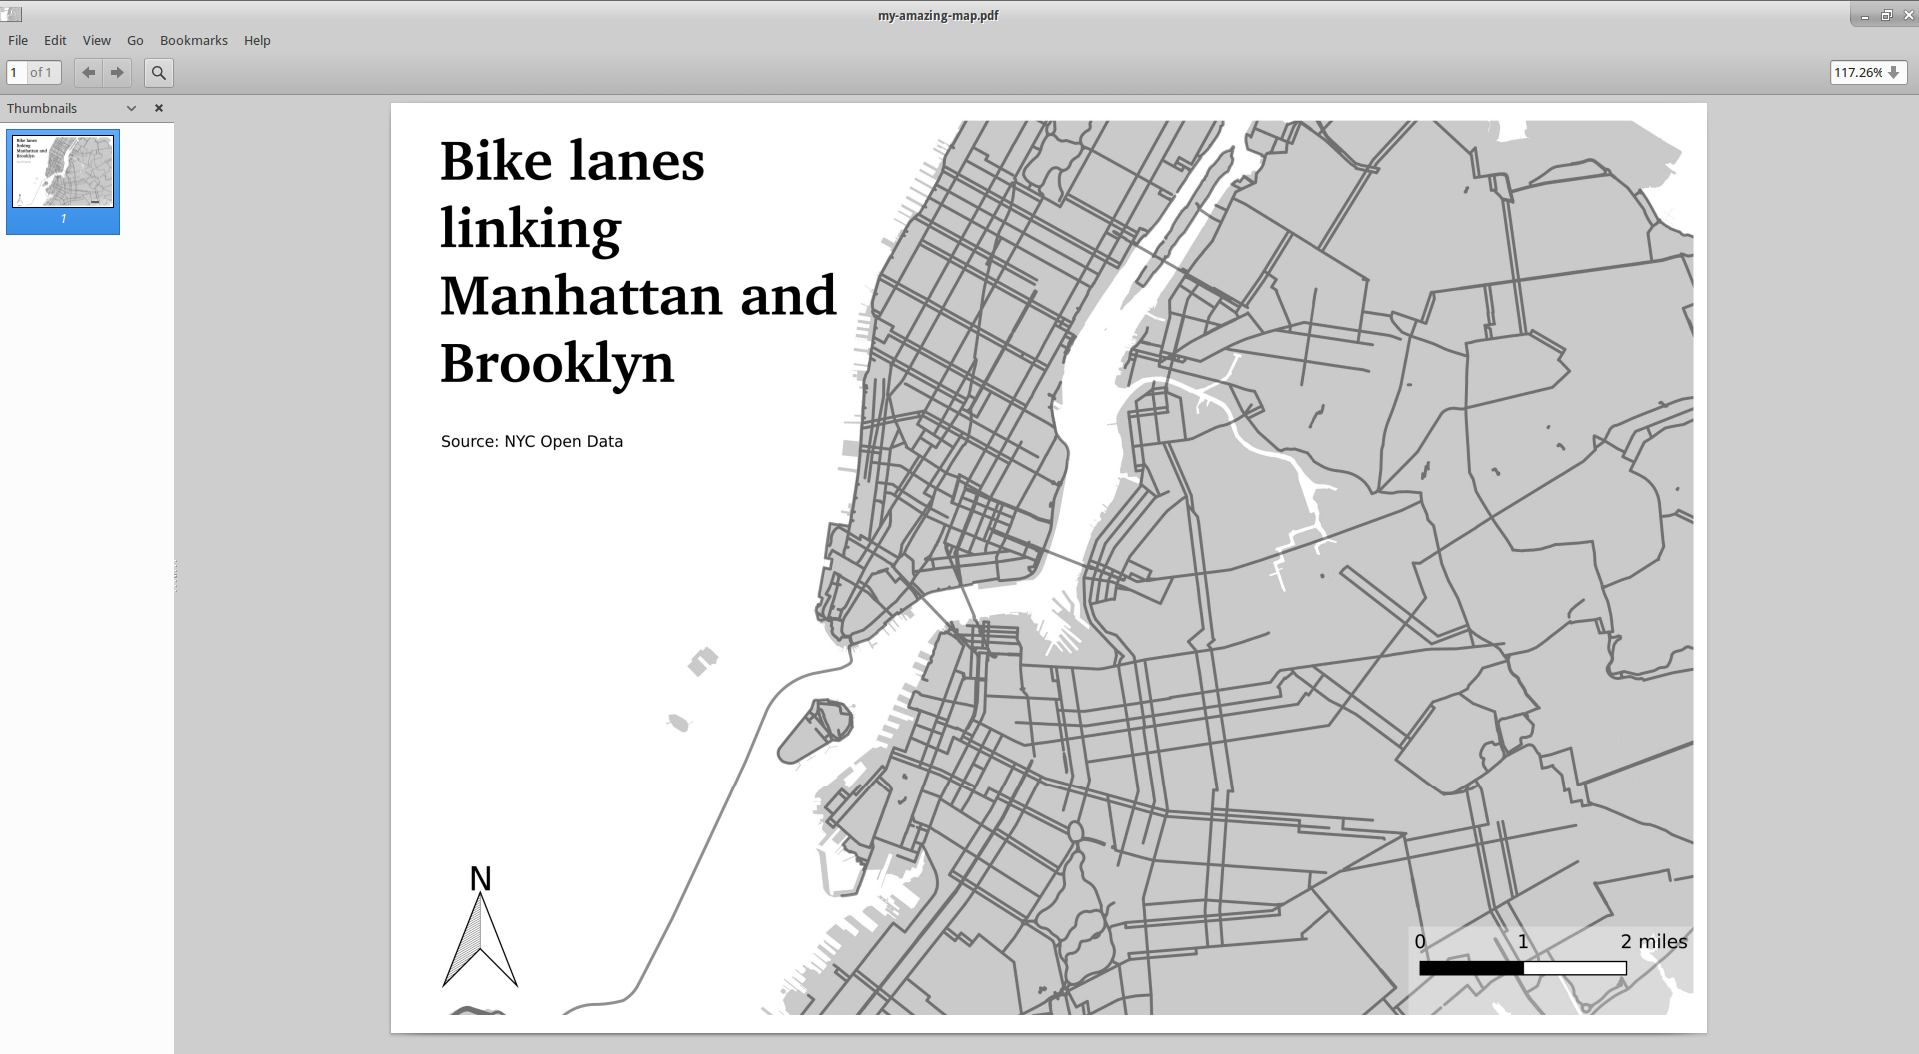 my-amazing-map.pdf
File Edit View Go Bookmarks Help
1 of 1
117.26%
Thumbnails
1
Bike lanes
linking
Manhattan and
Brooklyn
Source: NYC Open Data
N
0 1 2 miles